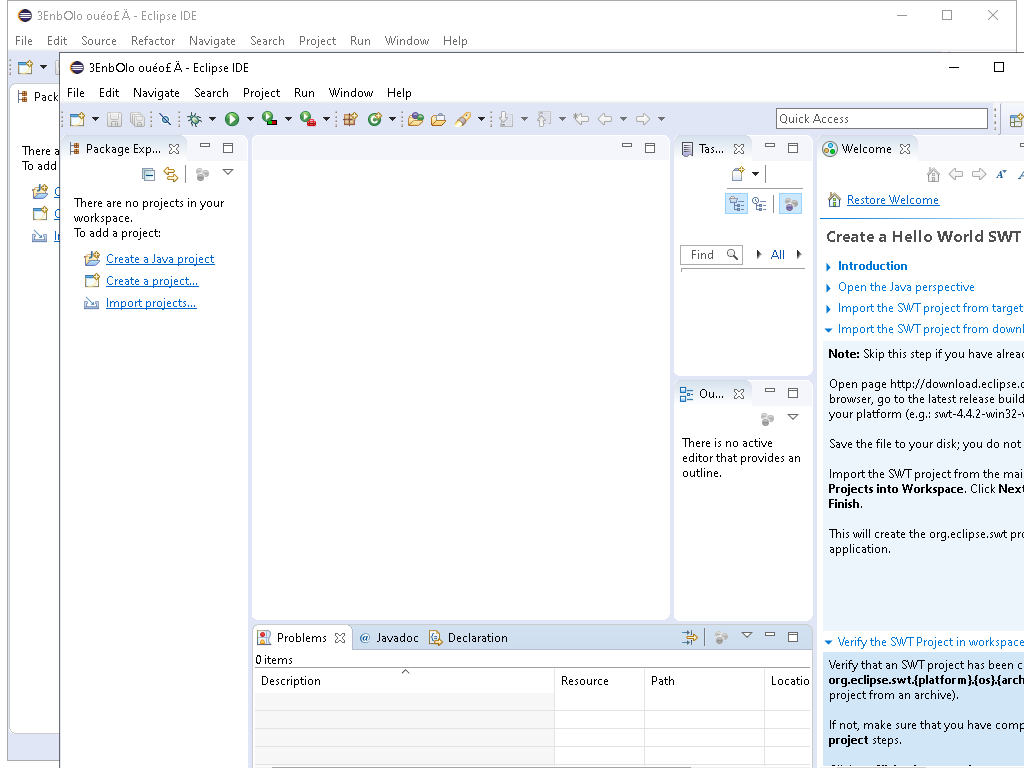 3EnbOlo ouéo£ Ä - Eclipse IDE
File Edit Source Refactor Navigate Search Project Run Window Help
Pack
There a
To add
3EnbOlo ouéo£ Ä - Eclipse IDE
File Edit Navigate Search Project Run Window Help
Quick Access
Package Exp...
There are no projects in your
workspace.
To add a project:
Create a Java project
Create a project...
Import projects...
Tas...
Find
All
Ou...
There is no active
editor that provides an
outline.
Welcome
Restore Welcome
Create a Hello World SWT
Introduction
Open the Java perspective
Import the SWT project from target
Import the SWT project from downl
Note: Skip this step if you have alread
Open page http://download.eclipse.o
browser, go to the latest release build
your platform (e.g.: swt-4.4.2-win32-w
Save the file to your disk; you do not
Import the SWT project from the mai
Projects into Workspace. Click Next
Finish.
This will create the org.eclipse.swt pro
application.
Verify the SWT Project in workspace
Verify that an SWT project has been c
org.eclipse.swt.{platform}.{os}.{arch
project from an archive).
If not, make sure that you have comp
project steps.
Problems @ Javadoc Declaration
0 items
Description Resource Path Locatio